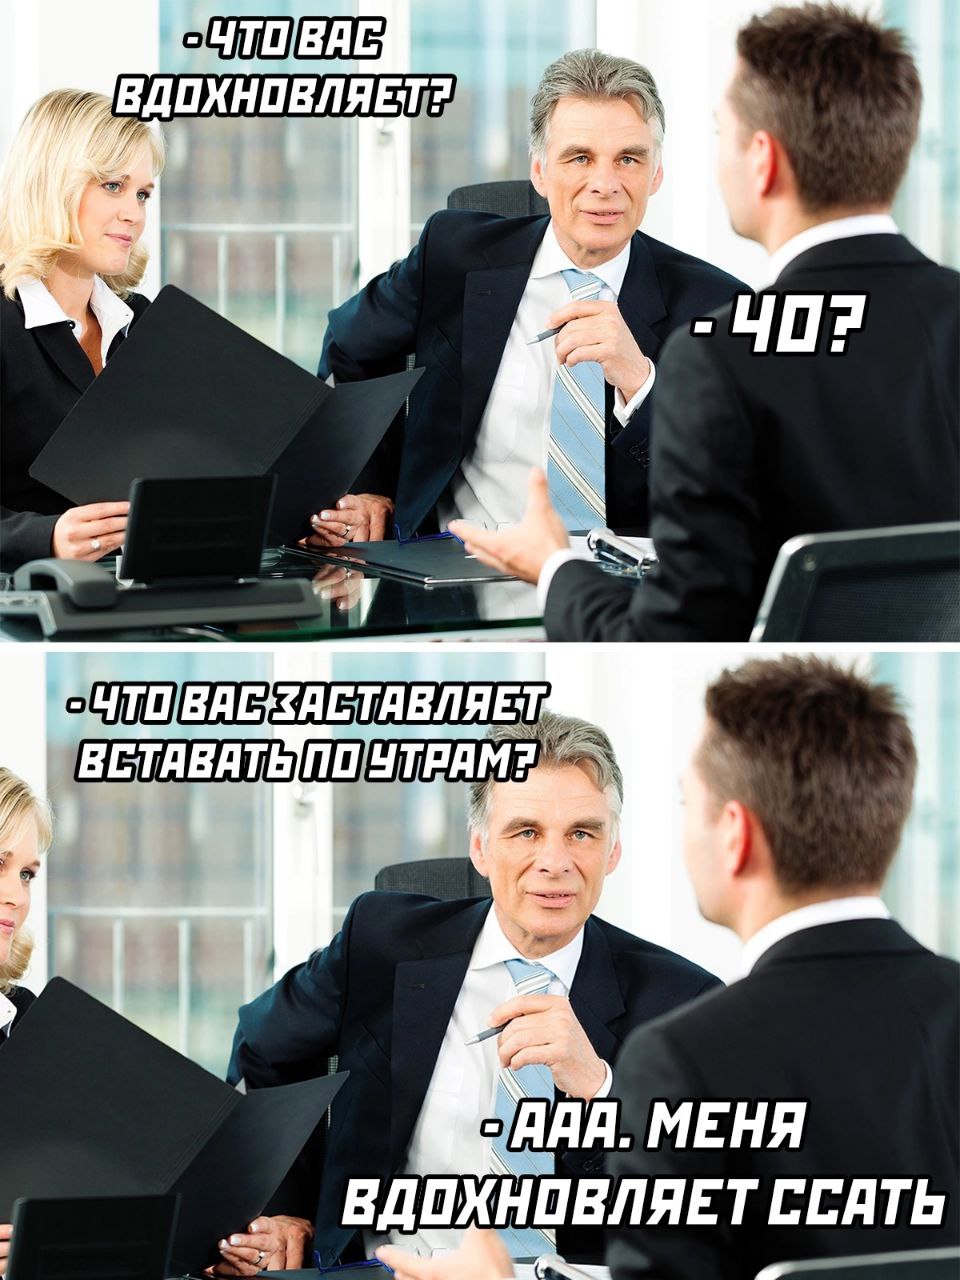 - ЧТО ВАС
ВДОХНОВЛЯЕТ?
- ЧО?
- ЧТО ВАС ЗАСТАВЛЯЕТ
ВСТАВАТЬ ПО УТРАМ?
- ААА. МЕНЯ
ВДОХНОВЛЯЕТ ССАТЬ